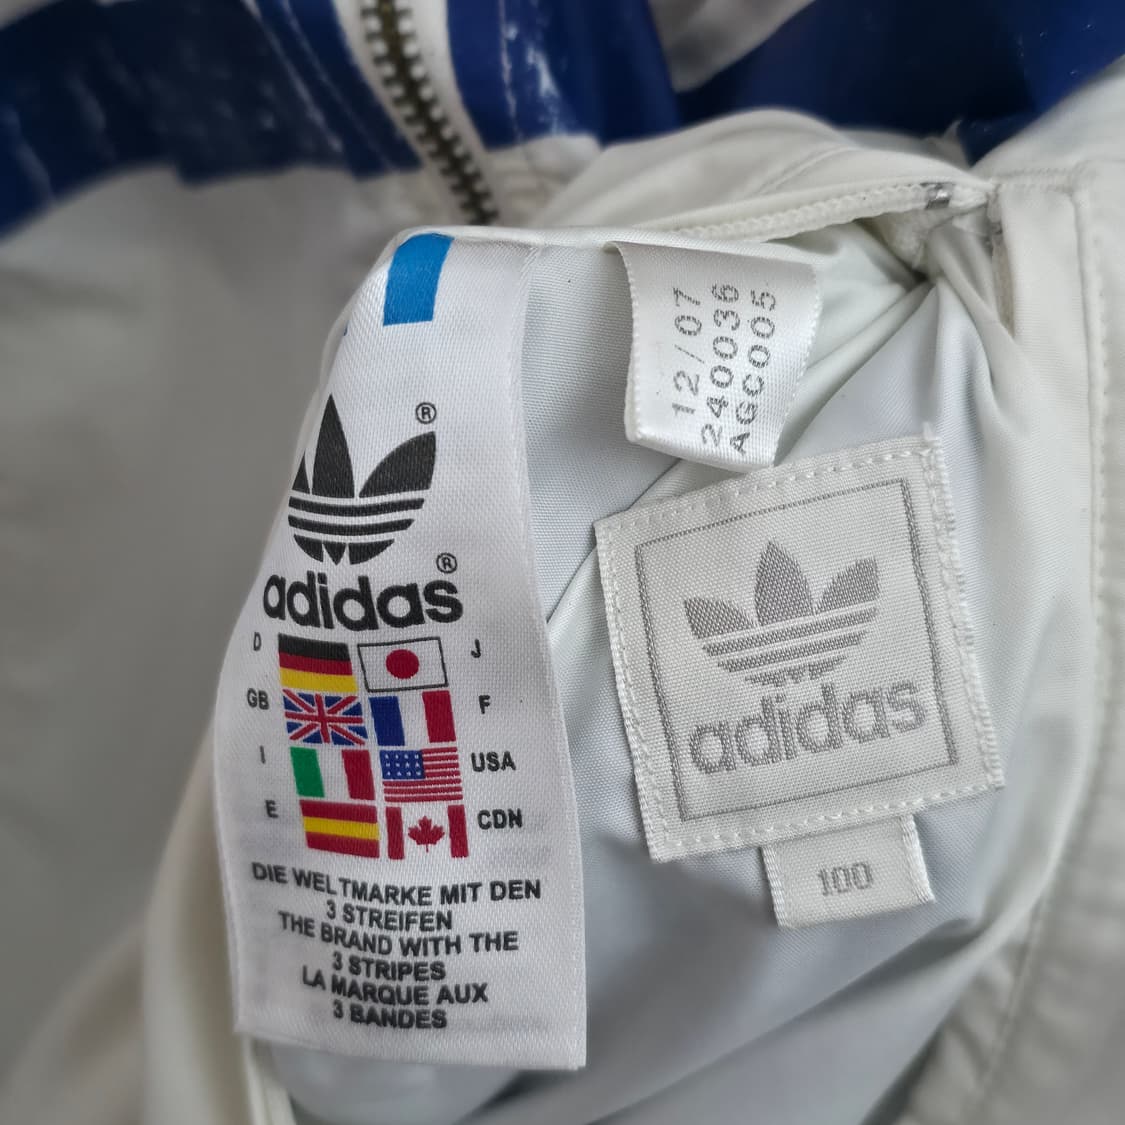 ®
adidas®
D
J
GB
F
I
USA
E
CDN
DIE WELTMARKE MIT DEN
3 STREIFEN
THE BRAND WITH THE
3 STRIPES
LA MARQUE AUX
3 BANDES
12/07
240036
AGC005
adidas
100